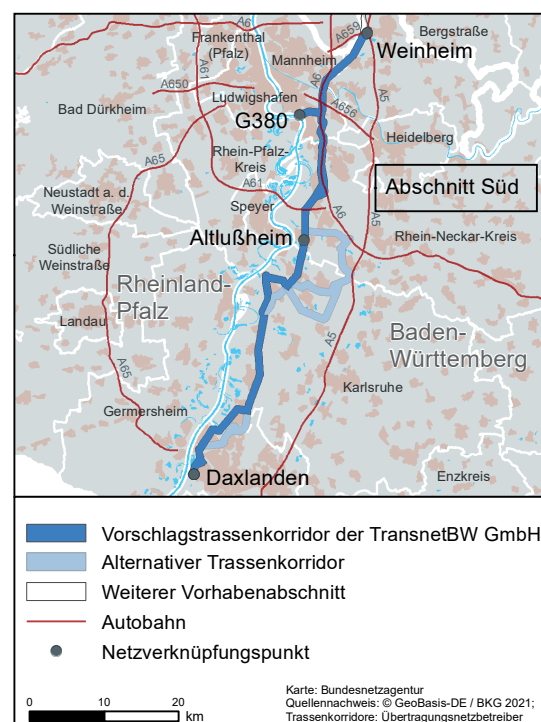 A6
A659
Bergstraße
Frankenthal
(Pfalz)
Weinheim
Mannheim
A61
A6
A5
A650
Ludwigshafen
Bad Dürkheim
G380
A656
Heidelberg
A65
Rhein-Pfalz-
Kreis
A61
Abschnitt Süd
Neustadt a. d.
Weinstraße
Speyer
A6
A5
Altlußheim
Rhein-Neckar-Kreis
Südliche
Weinstraße
Rheinland-
Pfalz
Landau
Baden-
Württemberg
A5
A65
Karlsruhe
Germersheim
Daxlanden
Enzkreis
Vorschlagstrassenkorridor der TransnetBW GmbH
Alternativer Trassenkorridor
Weiterer Vorhabenabschnitt
Autobahn
Netzverknüpfungspunkt
0 10 20
km
Karte: Bundesnetzagentur
Quellennachweis: © GeoBasis-DE / BKG 2021;
Trassenkorridore: Übertragungsnetzbetreiber